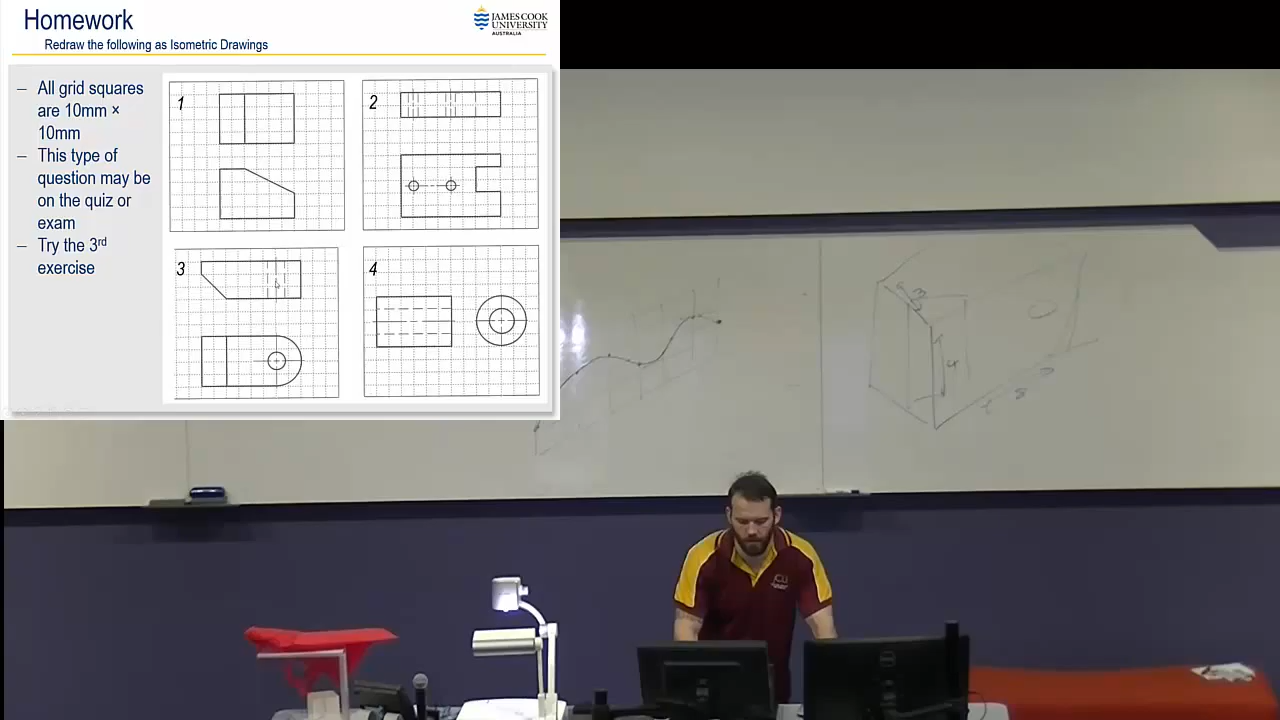 Homework
JAMES COOK
UNIVERSITY
AUSTRALIA
Redraw the following as Isometric Drawings
– All grid squares
are 10mm ×
10mm
– This type of
question may be
on the quiz or
exam
– Try the 3rd
exercise
1
2
3
4
JCU